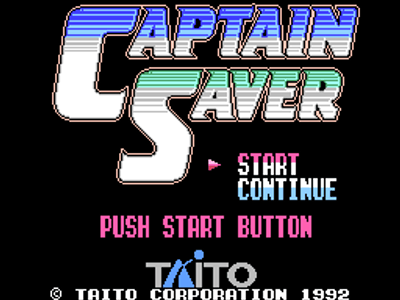 CAPTAIN
SAVER
START
CONTINUE
PUSH START BUTTON
TAITO
© TAITO CORPORATION 1992